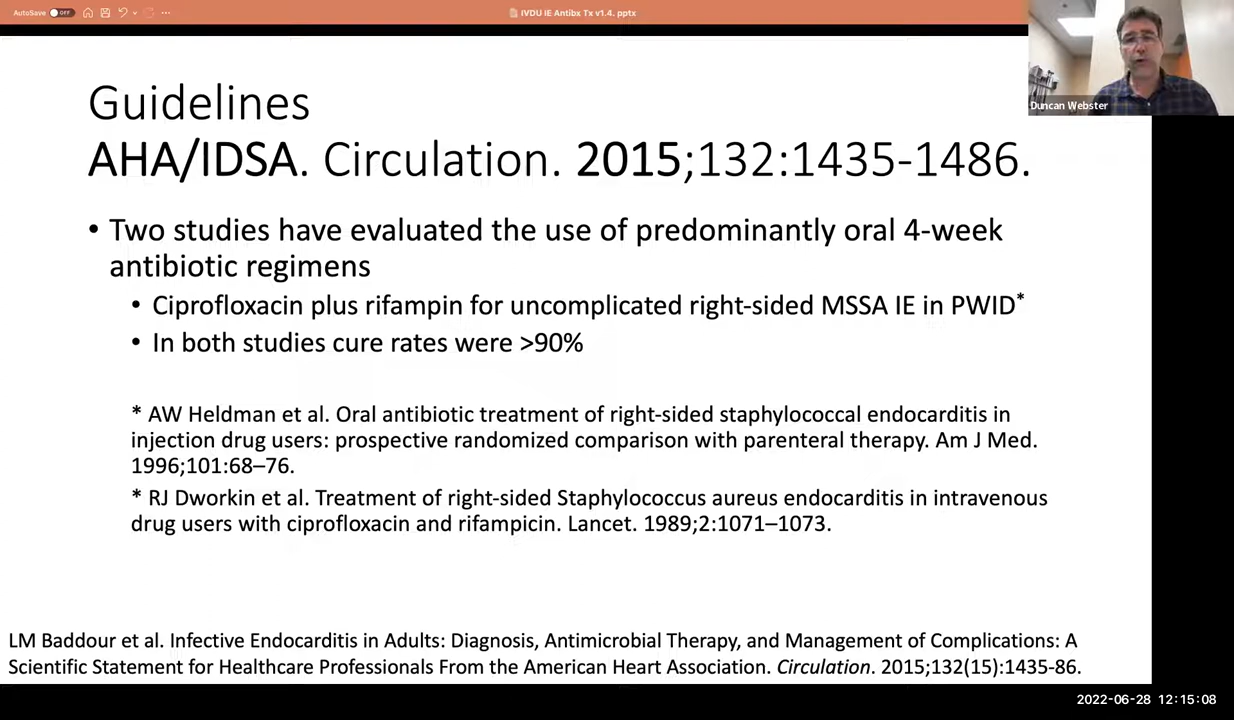 AutoSave OFF
IVDU IE Antibx Tx v1.4. pptx
Duncan Webster
Guidelines
AHA/IDSA. Circulation. 2015;132:1435-1486.
• Two studies have evaluated the use of predominantly oral 4-week
antibiotic regimens
• Ciprofloxacin plus rifampin for uncomplicated right-sided MSSA IE in PWID*
• In both studies cure rates were >90%
* AW Heldman et al. Oral antibiotic treatment of right-sided staphylococcal endocarditis in
injection drug users: prospective randomized comparison with parenteral therapy. Am J Med.
1996;101:68–76.
* RJ Dworkin et al. Treatment of right-sided Staphylococcus aureus endocarditis in intravenous
drug users with ciprofloxacin and rifampicin. Lancet. 1989;2:1071–1073.
LM Baddour et al. Infective Endocarditis in Adults: Diagnosis, Antimicrobial Therapy, and Management of Complications: A
Scientific Statement for Healthcare Professionals From the American Heart Association. Circulation. 2015;132(15):1435-86.
2022-06-28 12:15:08